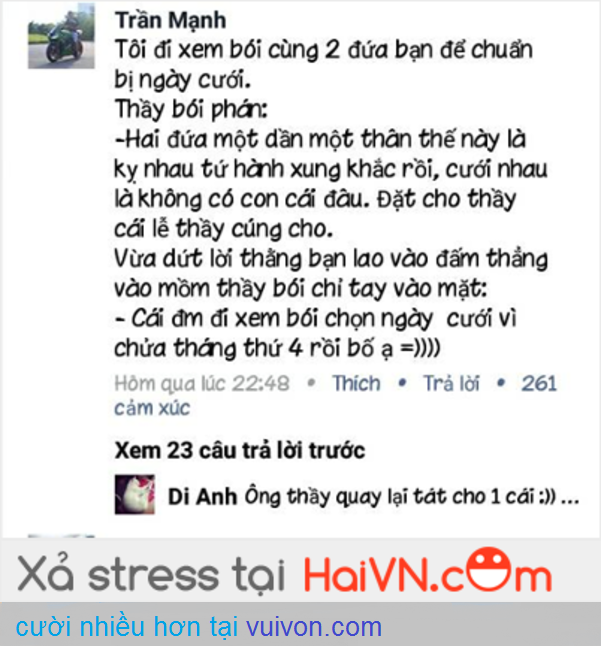 Trần Mạnh
Tôi đi xem bói cùng 2 đứa bạn để chuẩn
bị ngày cưới.
Thầy bói phán:
-Hai đứa một dần một thân thế này là
kỵ nhau tứ hành xung khắc rồi, cưới nhau
là không có con cái đâu. Đặt cho thầy
cái lễ thầy cúng cho.
Vừa dứt lời thằng bạn lao vào đấm thẳng
vào mồm thầy bói chỉ tay vào mặt:
- Cái đm đi xem bói chọn ngày cưới vì
chửa tháng thứ 4 rồi bố ạ =))))
Hôm qua lúc 22:48 • Thích • Trả lời • 261
cảm xúc
Xem 23 câu trả lời trước
Di Anh Ông thầy quay lại tát cho 1 cái :)) ...
Xả stress tại HaiVN.com
cười nhiều hơn tại vuivon.com